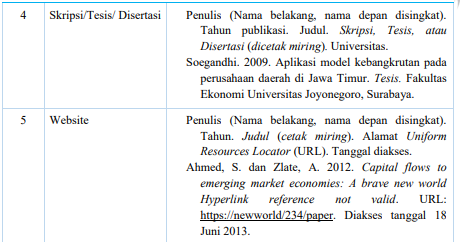 4 Skripsi/Tesis/ Disertasi Penulis (Nama belakang, nama depan disingkat).
Tahun publikasi. Judul. Skripsi, Tesis, atau
Disertasi (dicetak miring). Universitas.
Soegandhi. 2009. Aplikasi model kebangkrutan pada
perusahaan daerah di Jawa Timur. Tesis. Fakultas
Ekonomi Universitas Joyonegoro, Surabaya.
5 Website Penulis (Nama belakang, nama depan disingkat).
Tahun. Judul (cetak miring). Alamat Uniform
Resources Locator (URL). Tanggal diakses.
Ahmed, S. dan Zlate, A. 2012. Capital flows to
emerging market economies: A brave new world
Hyperlink reference not valid. URL:
https://newworld/234/paper. Diakses tanggal 18
Juni 2013.